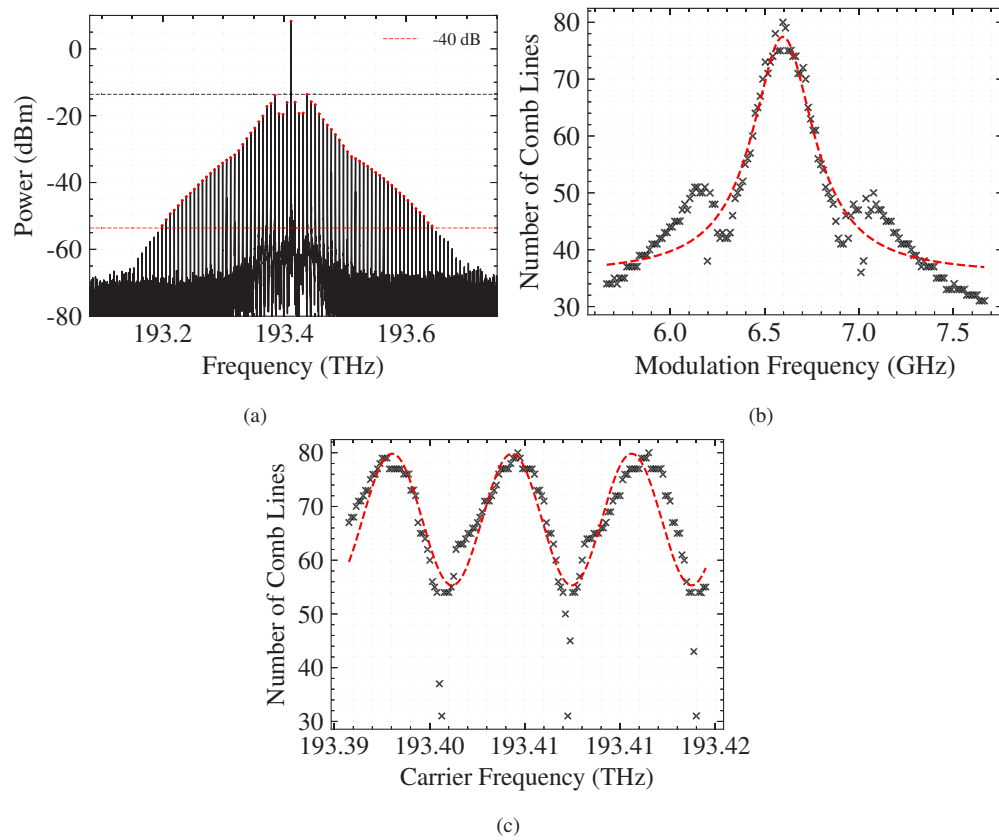 0
-20
-40
-60
-80
Power (dBm)
-40 dB
193.2 193.4 193.6
Frequency (THz)
(a)
80
70
60
50
40
30
Number of Comb Lines
6.0 6.5 7.0 7.5
Modulation Frequency (GHz)
(b)
80
70
60
50
40
30
Number of Comb Lines
193.39 193.40 193.41 193.41 193.42
Carrier Frequency (THz)
(c)